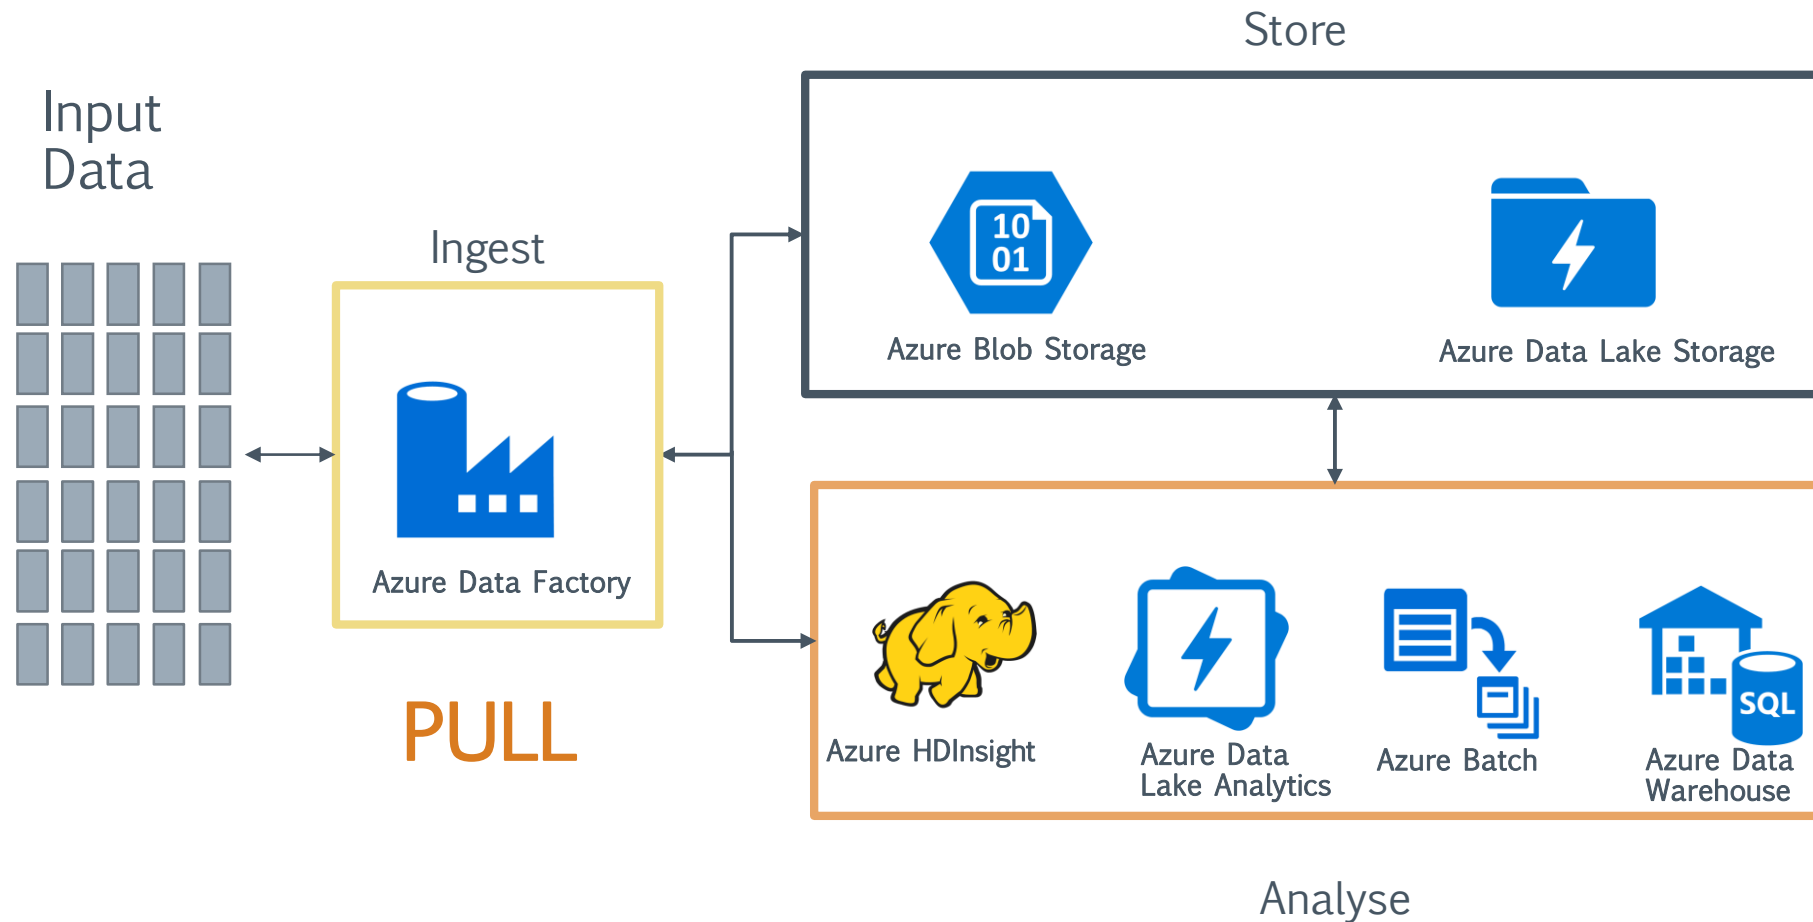 Store
Input
Data
Ingest
10
01
Azure Blob Storage
Azure Data Lake Storage
Azure Data Factory
PULL
SQL
Azure HDInsight
Azure Data
Lake Analytics
Azure Batch
Azure Data
Warehouse
Analyse